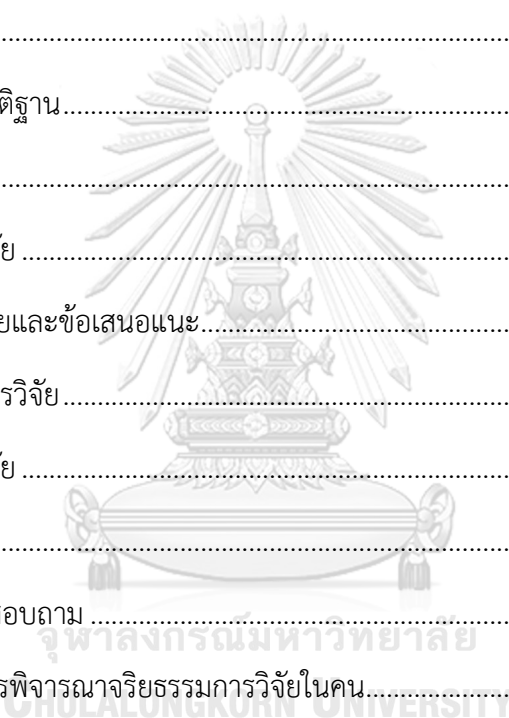 ................................................
ติฐาน................................................
................................................
ัย ................................................
ยและข้อเสนอแนะ................................................
รวิจัย ................................................
ัย ................................................
................................................
สอบถาม ................................................
จุฬาลงกรณ์มหาวิทยาลัย
รพิจารณาจริยธรรมการวิจัยในคน................................................
CHULALONGKORN UNIVERSITY